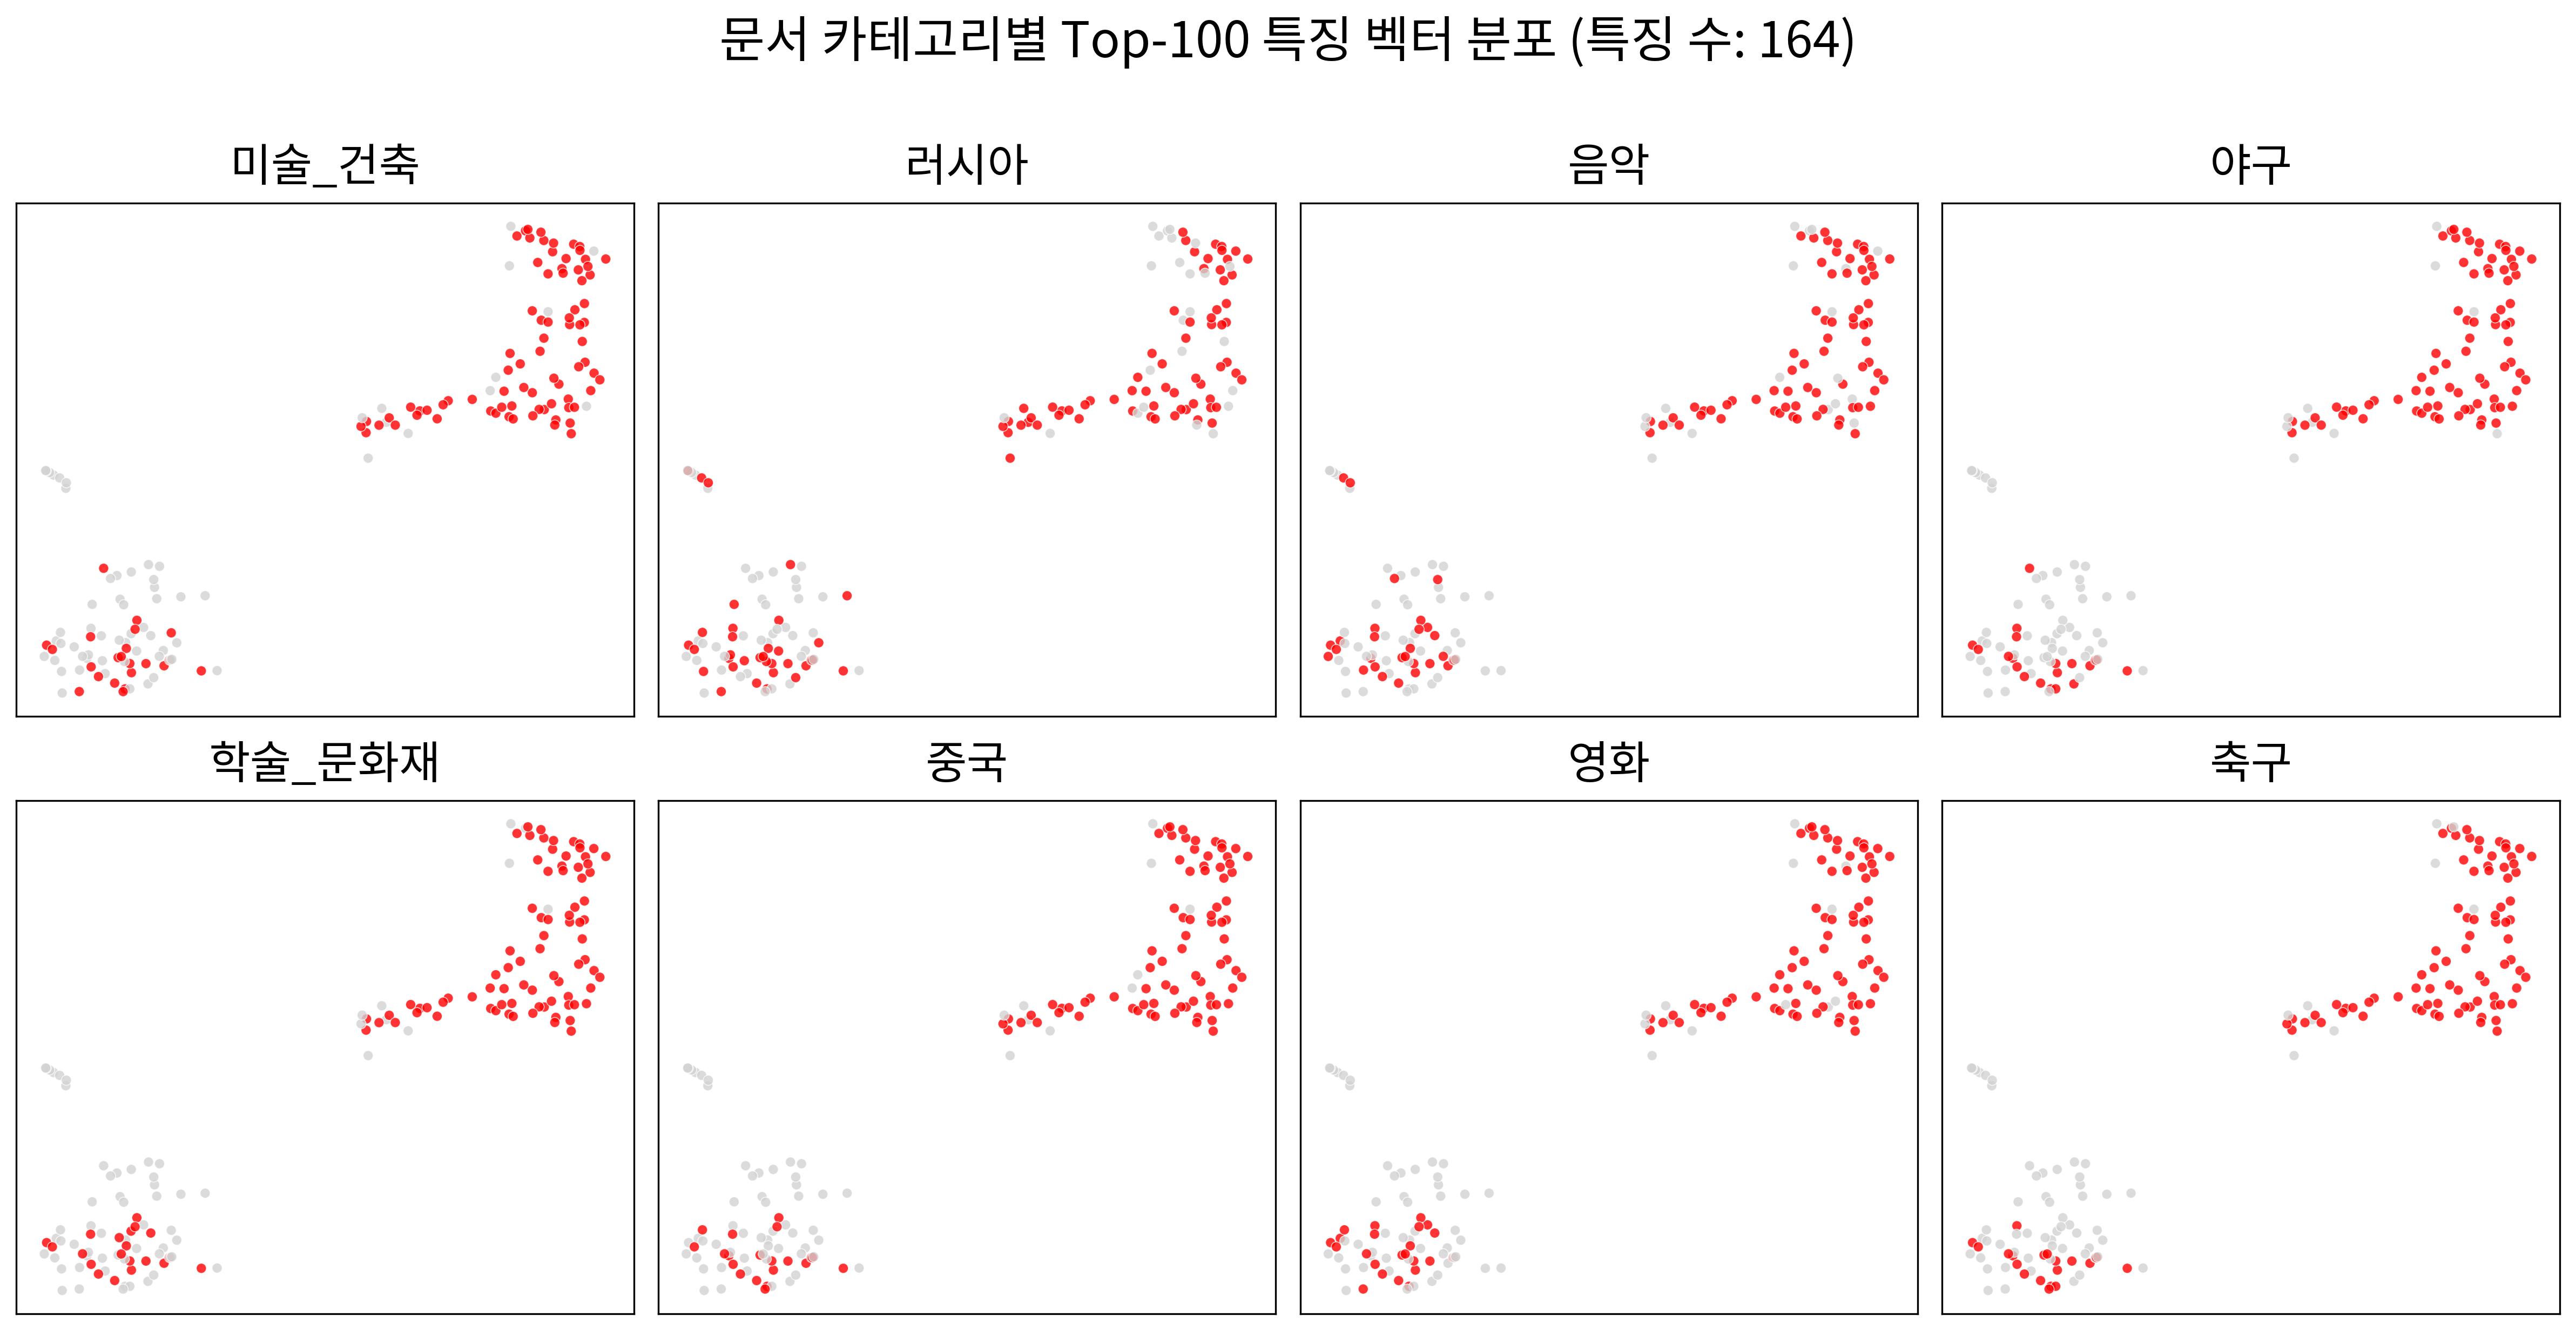 문서 카테고리별 Top-100 특징 벡터 분포 (특징 수: 164)
미술_건축
러시아
음악
야구
학술_문화재
중국
영화
축구